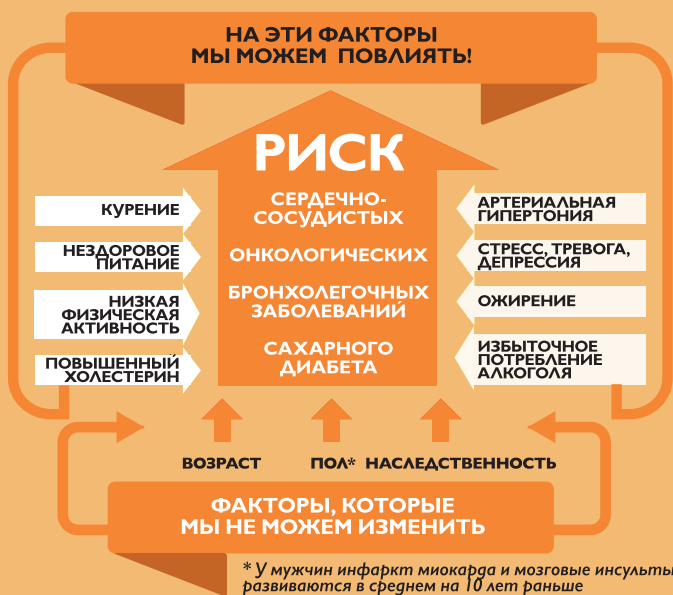 НА ЭТИ ФАКТОРЫ
МЫ МОЖЕМ ПОВЛИЯТЬ!
РИСК
СЕРДЕЧНО-
СОСУДИСТЫХ
ОНКОЛОГИЧЕСКИХ
БРОНХОЛЕГОЧНЫХ
ЗАБОЛЕВАНИЙ
САХАРНОГО
ДИАБЕТА
КУРЕНИЕ
НЕЗДОРОВОЕ
ПИТАНИЕ
НИЗКАЯ
ФИЗИЧЕСКАЯ
АКТИВНОСТЬ
ПОВЫШЕННЫЙ
ХОЛЕСТЕРИН
АРТЕРИАЛЬНАЯ
ГИПЕРТОНИЯ
СТРЕСС, ТРЕВОГА,
ДЕПРЕССИЯ
ОЖИРЕНИЕ
ИЗБЫТОЧНОЕ
ПОТРЕБЛЕНИЕ
АЛКОГОЛЯ
ВОЗРАСТ ПОЛ* НАСЛЕДСТВЕННОСТЬ
ФАКТОРЫ, КОТОРЫЕ
МЫ НЕ МОЖЕМ ИЗМЕНИТЬ
* У мужчин инфаркт миокарда и мозговые инсульты
развиваются в среднем на 10 лет раньше